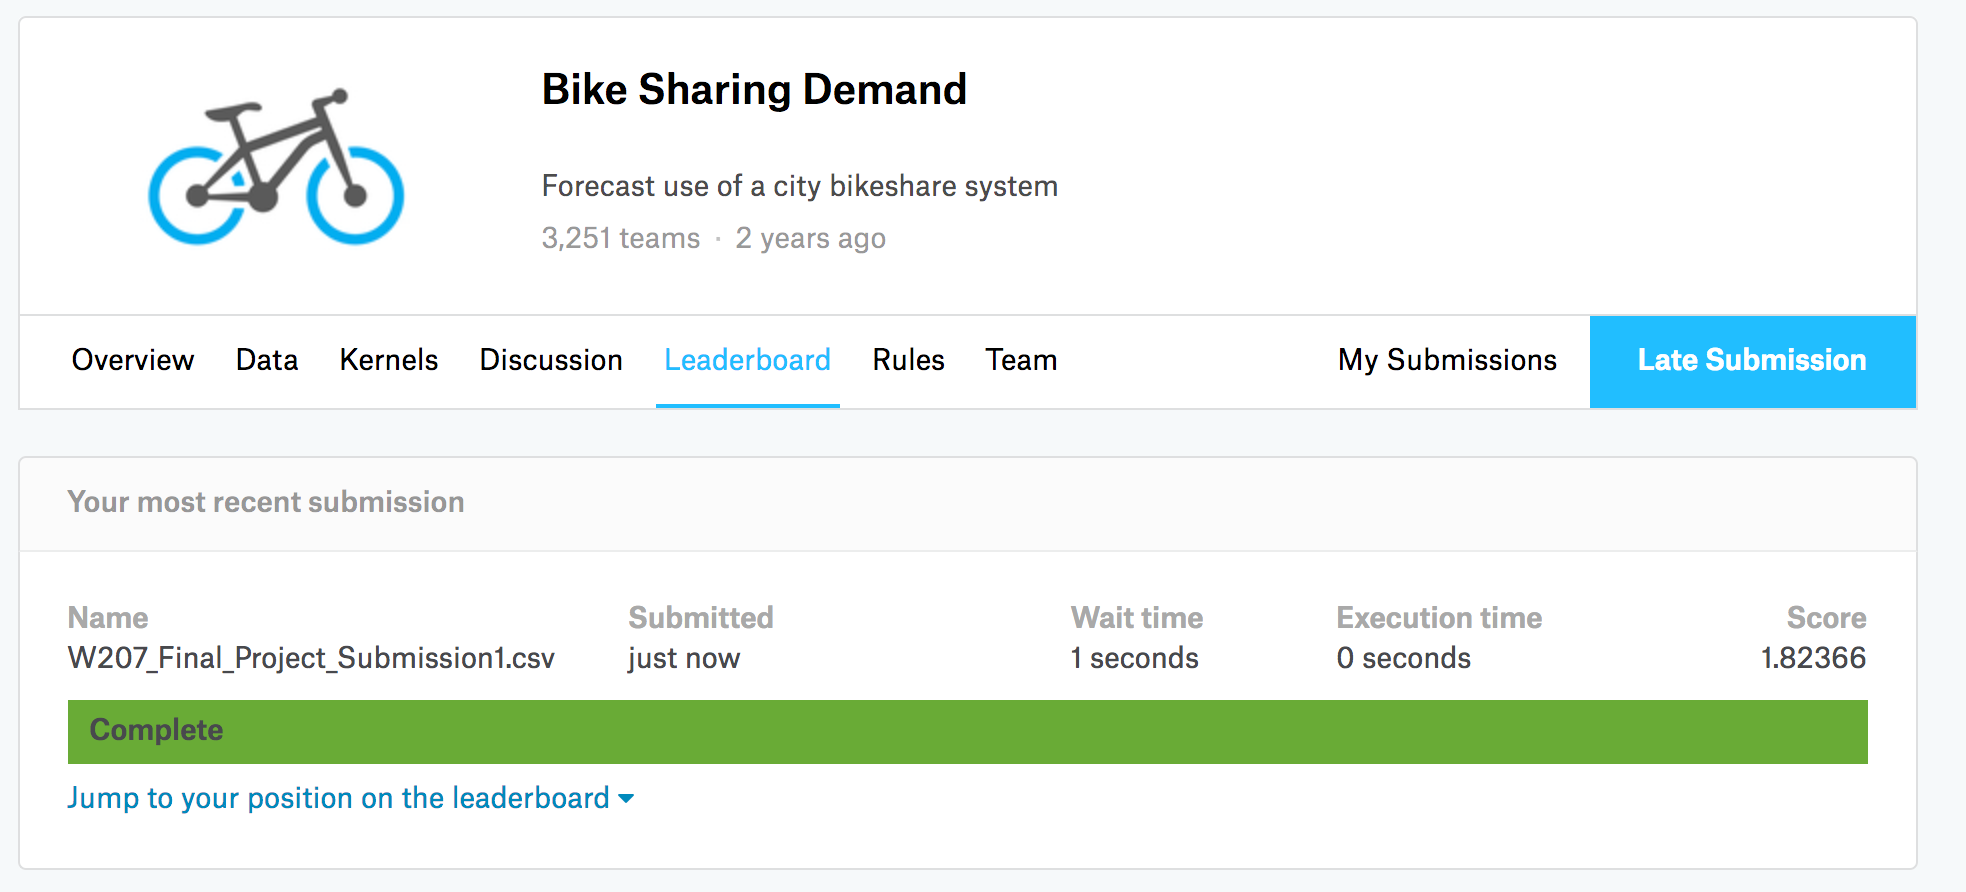 Bike Sharing Demand
Forecast use of a city bikeshare system
3,251 teams · 2 years ago
Overview Data Kernels Discussion Leaderboard Rules Team My Submissions Late Submission
Your most recent submission
Name Submitted Wait time Execution time Score
W207_Final_Project_Submission1.csv just now 1 seconds 0 seconds 1.82366
Complete
Jump to your position on the leaderboard